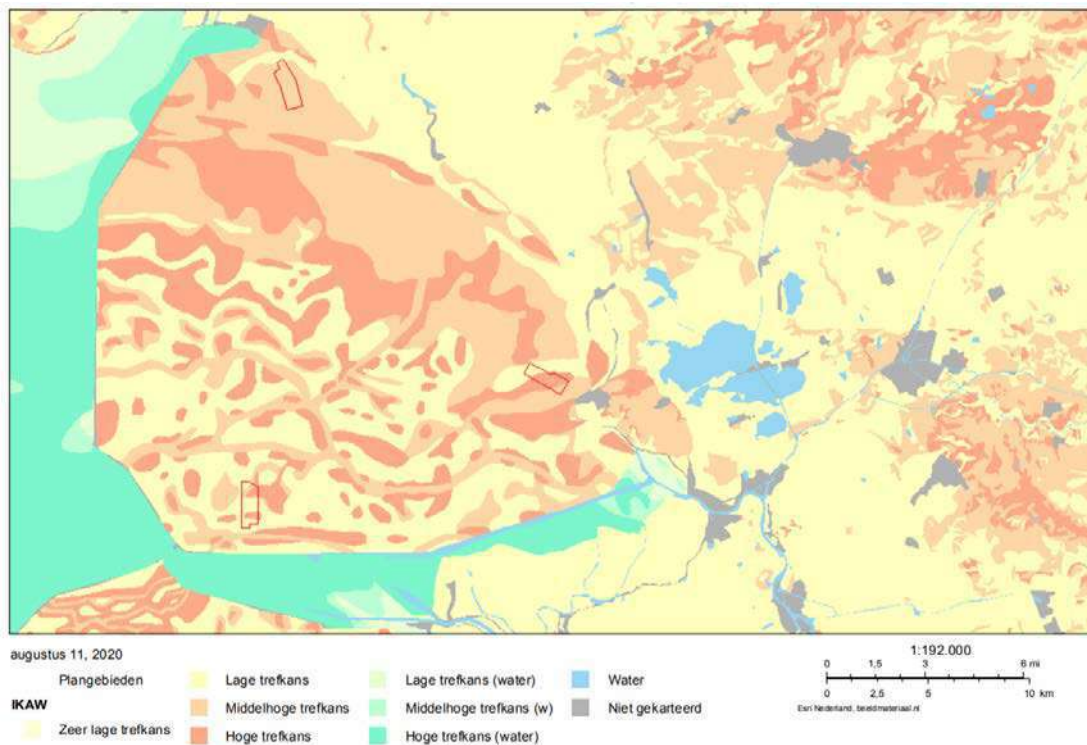 augustus 11, 2020
Plangebieden
IKAW
Zeer lage trefkans
Lage trefkans
Middelhoge trefkans
Hoge trefkans
Lage trefkans (water)
Middelhoge trefkans (w)
Hoge trefkans (water)
Water
Niet gekarteerd
1:192.000
0 1,5 3 6 mi
0 2,5 5 10 km
Esri Nederland, beeldmateriaal.nl